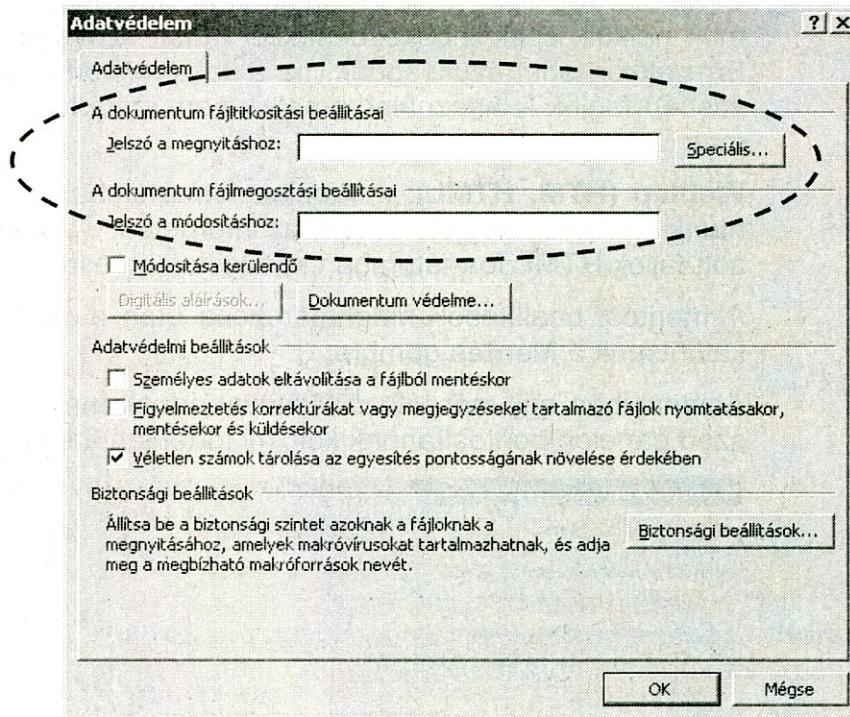 Adatvédelem
Adatvédelem
A dokumentum fájltitkosítási beállításai
Jelszó a megnyitáshoz:
Speciális...
A dokumentum fájlmegosztási beállításai
Jelszó a módosításhoz:
Módosítása kerülendő
Digitális aláírások...
Dokumentum védelme...
Adatvédelmi beállítások
Személyes adatok eltávolítása a fájlból mentéskor
Figyelmeztetés korrektúrákat vagy megjegyzéseket tartalmazó fájlok nyomtatásakor,
mentésekor és küldésekor
Véletlen számok tárolása az egyesítés pontosságának növelése érdekében
Biztonsági beállítások
Állítsa be a biztonsági szintet azoknak a fájloknak a
megnyitásához, amelyek makróvírusokat tartalmazhatnak, és adja
meg a megbízható makróforrások nevét.
Biztonsági beállítások...
OK
Mégse